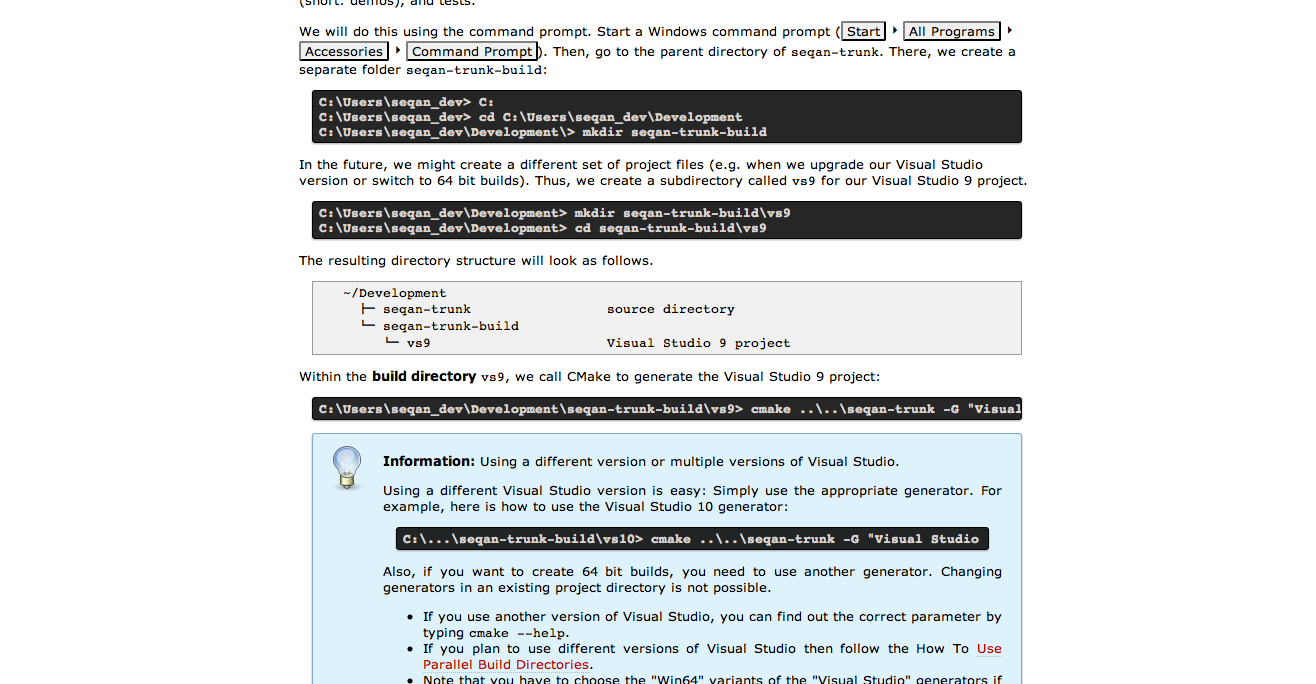 (short: demos), and tests.
We will do this using the command prompt. Start a Windows command prompt (Start ‣ All Programs ‣
Accessories ‣ Command Prompt). Then, go to the parent directory of seqan-trunk. There, we create a
separate folder seqan-trunk-build:
C:\Users\seqan_dev> C:
C:\Users\seqan_dev> cd C:\Users\seqan_dev\Development
C:\Users\seqan_dev\Development\> mkdir seqan-trunk-build
In the future, we might create a different set of project files (e.g. when we upgrade our Visual Studio
version or switch to 64 bit builds). Thus, we create a subdirectory called vs9 for our Visual Studio 9 project.
C:\Users\seqan_dev\Development> mkdir seqan-trunk-build\vs9
C:\Users\seqan_dev\Development> cd seqan-trunk-build\vs9
The resulting directory structure will look as follows.
~/Development
├─ seqan-trunk source directory
└─ seqan-trunk-build
└─ vs9 Visual Studio 9 project
Within the build directory vs9, we call CMake to generate the Visual Studio 9 project:
C:\Users\seqan_dev\Development\seqan-trunk-build\vs9> cmake ..\..\seqan-trunk -G "Visual
Information: Using a different version or multiple versions of Visual Studio.
Using a different Visual Studio version is easy: Simply use the appropriate generator. For
example, here is how to use the Visual Studio 10 generator:
C:\...\seqan-trunk-build\vs10> cmake ..\..\seqan-trunk -G "Visual Studio
Also, if you want to create 64 bit builds, you need to use another generator. Changing
generators in an existing project directory is not possible.
• If you use another version of Visual Studio, you can find out the correct parameter by
typing cmake --help.
• If you plan to use different versions of Visual Studio then follow the How To Use
Parallel Build Directories.
• Note that you have to choose the "Win64" variants of the "Visual Studio" generators if